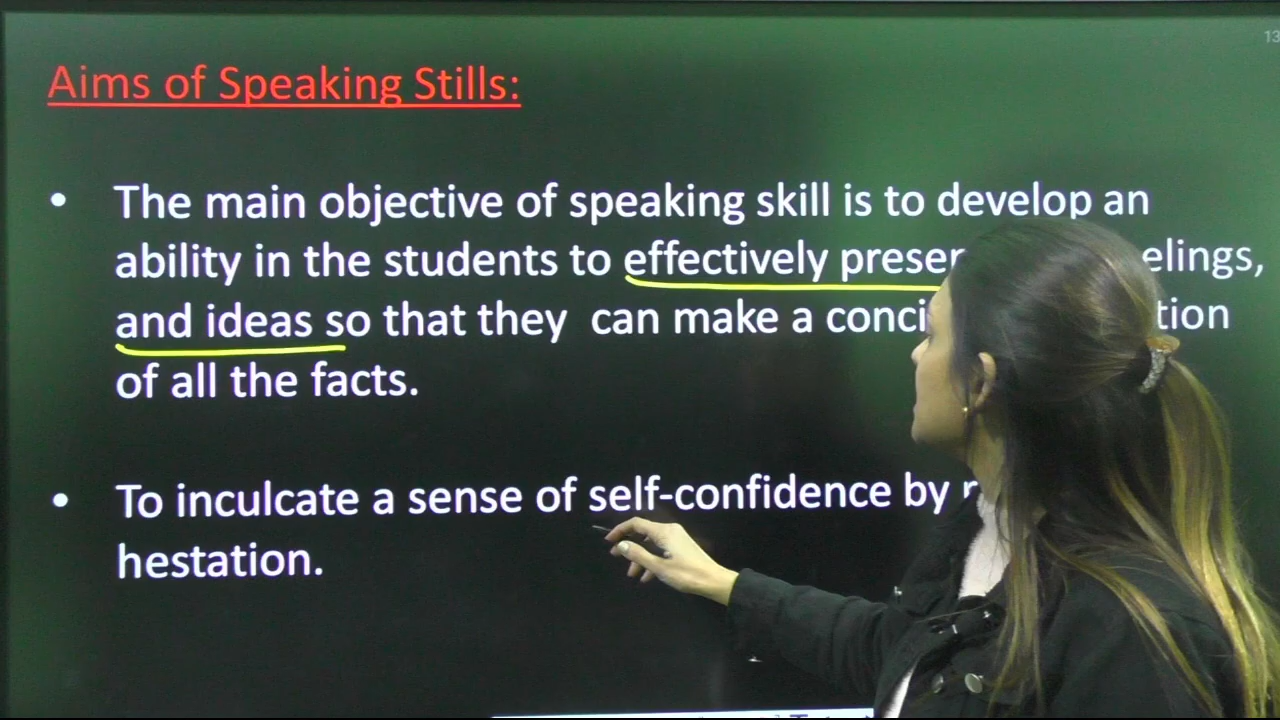 13
Aims of Speaking Stills:
• The main objective of speaking skill is to develop an
ability in the students to effectively presen elings,
and ideas so that they can make a conci tion
of all the facts.
• To inculcate a sense of self-confidence by
hestation.